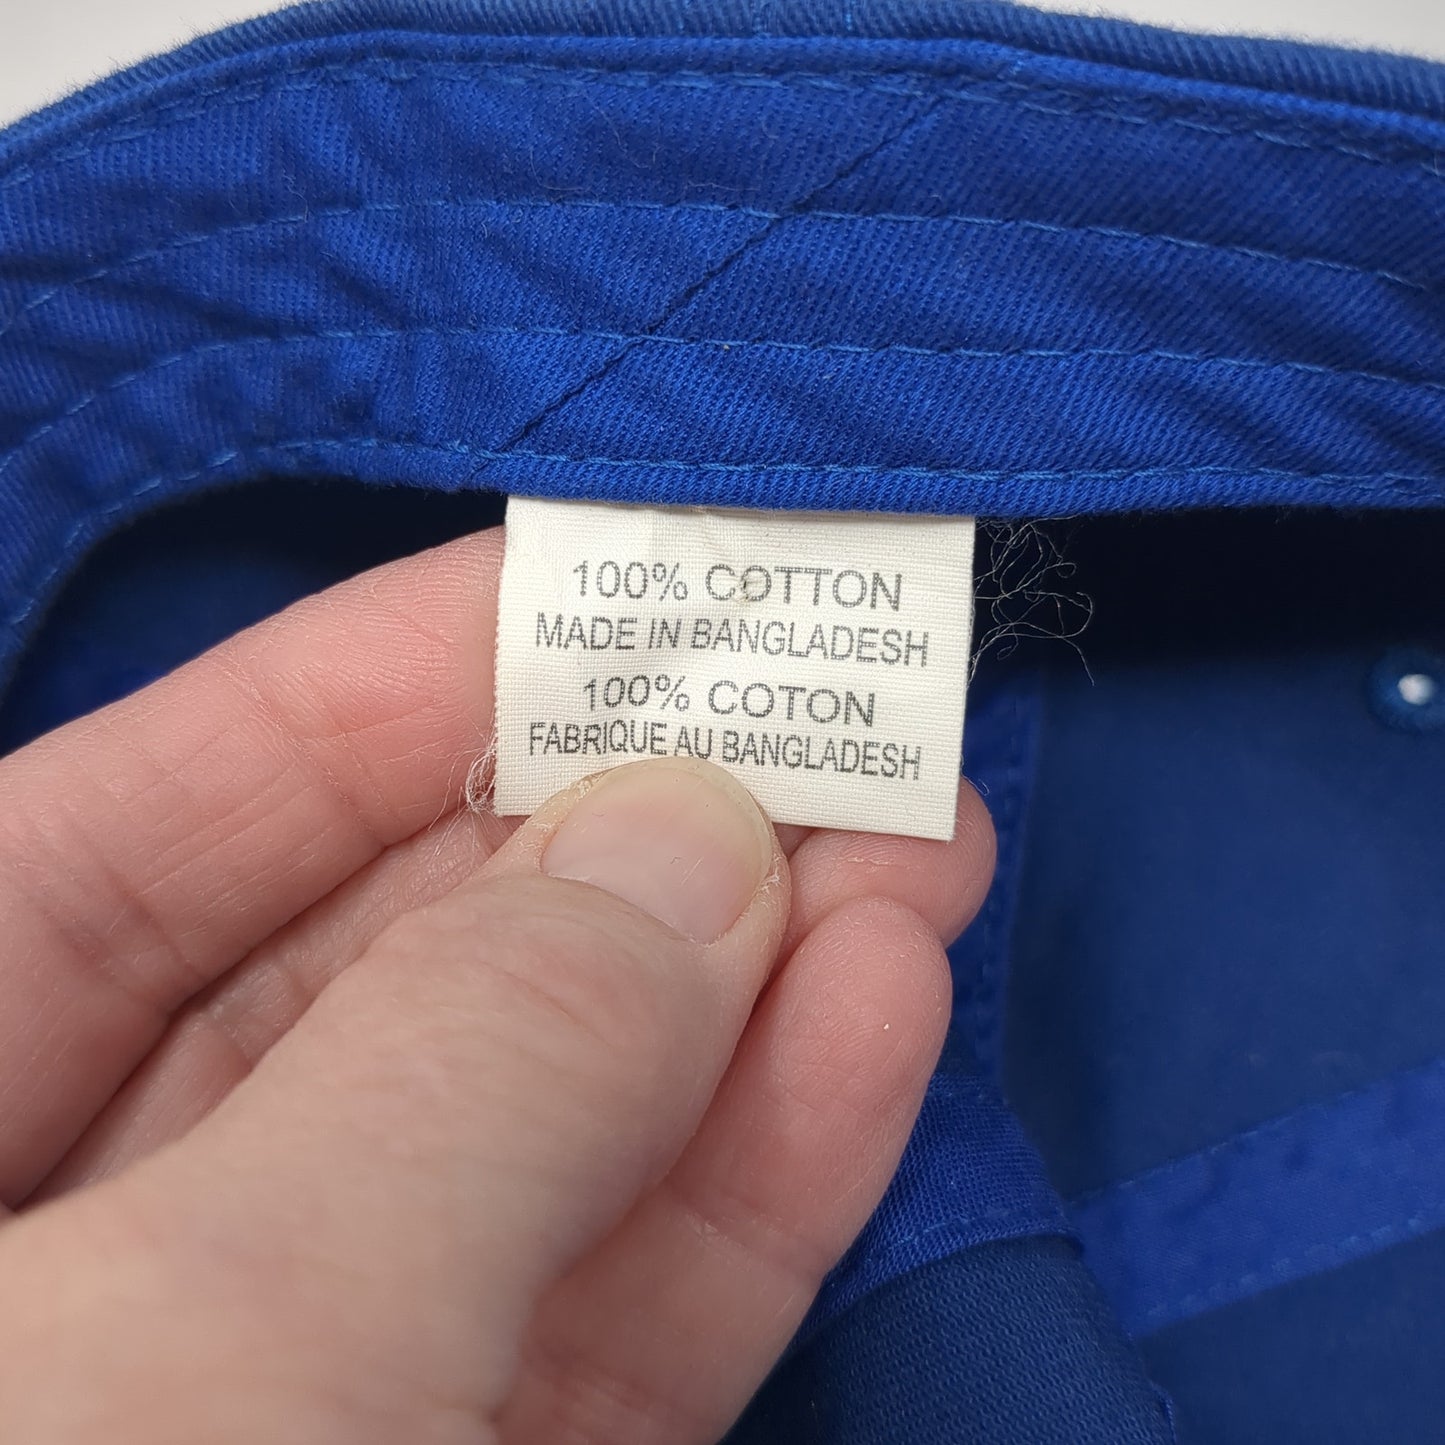 100% COTTON
MADE IN BANGLADESH
100% COTON
FABRIQUE AU BANGLADESH